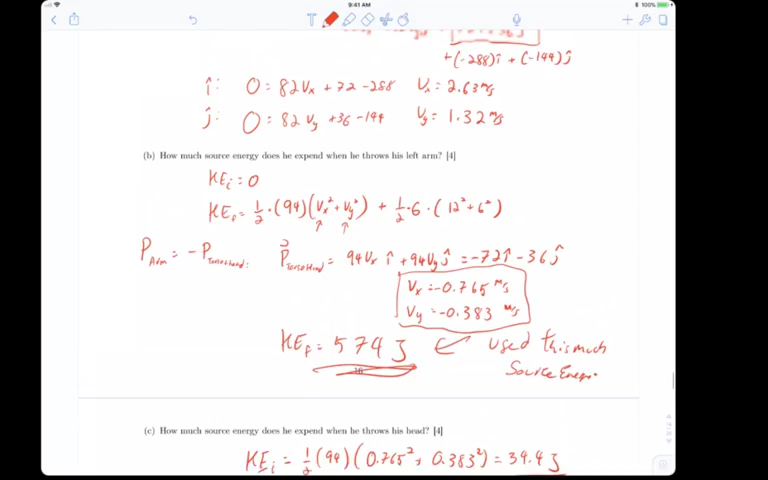 9:41 AM
100%
T
+(-288)î + (-144)ĵ
î: 0 = 82Vx + 72 - 288 Vx = 2.63 m/s
ĵ: 0 = 82Vy + 36 - 144 Vy = 1.32 m/s
(b) How much source energy does he expend when he throws his left arm? [4]
KEi = 0
KEf = 1/2 · (94)(Vx² + Vy²) + 1/2 · 6 · (12² + 6²)
PArm = - PTorso+head: PTorso+head = 94Vx î + 94Vy ĵ = -72î - 36ĵ
Vx = -0.765 m/s
Vy = -0.383 m/s
KEf = 574 J ← used this much
Source Energy
16
(c) How much source energy does he expend when he throws his head? [4]
KEi = 1/2 (94)(0.765² + 0.383²) = 34.4 J